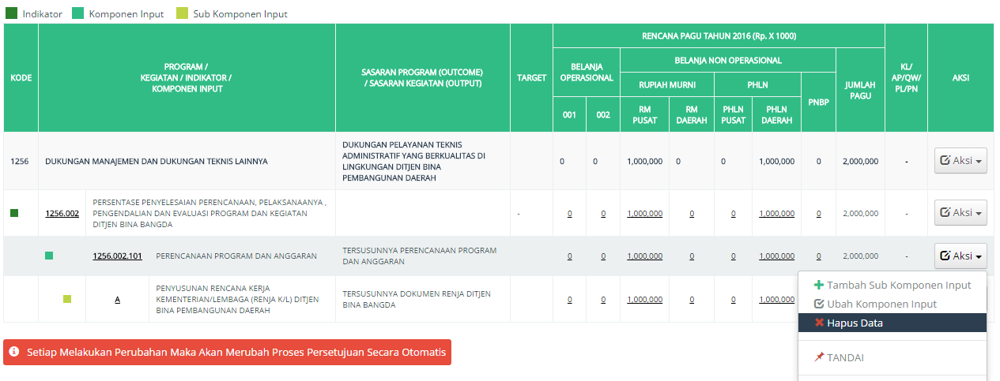 Indikator Komponen Input Sub Komponen Input
KODE
PROGRAM /
KEGIATAN / INDIKATOR /
KOMPONEN INPUT
SASARAN PROGRAM (OUTCOME)
/ SASARAN KEGIATAN (OUTPUT)
TARGET
RENCANA PAGU TAHUN 2016 (Rp. X 1000)
BELANJA
OPERASIONAL
BELANJA NON OPERASIONAL
RUPIAH MURNI
PHLN
PNBP
JUMLAH
PAGU
001
002
RM
PUSAT
RM
DAERAH
PHLN
PUSAT
PHLN
DAERAH
KL/
AP/QW/
PL/PN
AKSI
1256
DUKUNGAN MANAJEMEN DAN DUKUNGAN TEKNIS LAINNYA
DUKUNGAN PELAYANAN TEKNIS
ADMINISTRATIF YANG BERKUALITAS DI
LINGKUNGAN DITJEN BINA
PEMBANGUNAN DAERAH
0 0 1,000,000 0 0 1,000,000 0 2,000,000 - Aksi
1256.002
PERSENTASE PENYELESAIAN PERENCANAAN, PELAKSANAANYA ,
PENGENDALIAN DAN EVALUASI PROGRAM DAN KEGIATAN
DITJEN BINA BANGDA
- 0 0 1,000,000 0 0 1,000,000 0 2,000,000 - Aksi
1256.002.101
PERENCANAAN PROGRAM DAN ANGGARAN
TERSUSUNNYA PERENCANAAN PROGRAM
DAN ANGGARAN
0 0 1,000,000 0 0 1,000,000 0 2,000,000 - Aksi
A
PENYUSUNAN RENCANA KERJA
KEMENTERIAN/LEMBAGA (RENJA K/L) DITJEN
BINA PEMBANGUNAN DAERAH
TERSUSUNNYA DOKUMEN RENJA DITJEN
BINA BANGDA
0 0 1,000,000 0 0 1,000,000
Tambah Sub Komponen Input
Ubah Komponen Input
Hapus Data
TANDAI
Setiap Melakukan Perubahan Maka Akan Merubah Proses Persetujuan Secara Otomatis